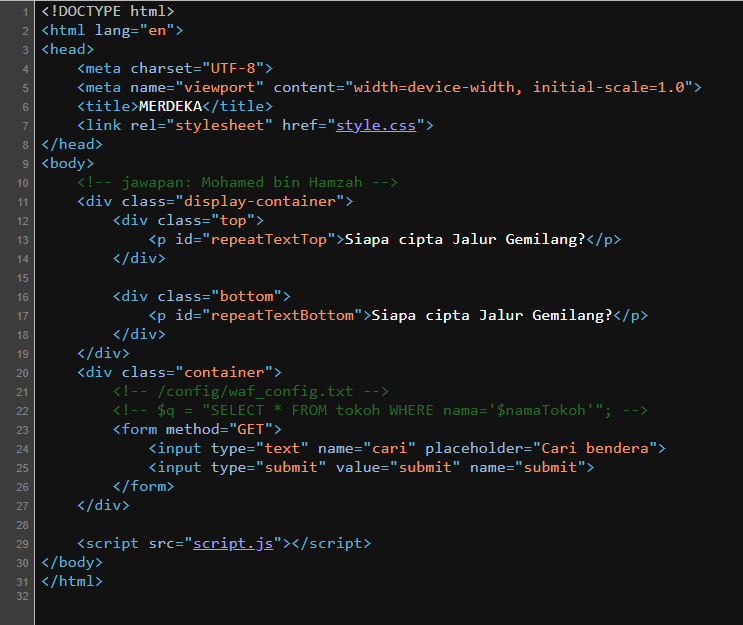 1 <!DOCTYPE html>
2 <html lang="en">
3 <head>
4     <meta charset="UTF-8">
5     <meta name="viewport" content="width=device-width, initial-scale=1.0">
6     <title>MERDEKA</title>
7     <link rel="stylesheet" href="style.css">
8 </head>
9 <body>
10     <!-- jawapan: Mohamed bin Hamzah -->
11     <div class="display-container">
12         <div class="top">
13             <p id="repeatTextTop">Siapa cipta Jalur Gemilang?</p>
14         </div>
15
16         <div class="bottom">
17             <p id="repeatTextBottom">Siapa cipta Jalur Gemilang?</p>
18         </div>
19     </div>
20     <div class="container">
21         <!-- /config/waf_config.txt -->
22         <!-- $q = "SELECT * FROM tokoh WHERE nama='$namaTokoh'"; -->
23         <form method="GET">
24             <input type="text" name="cari" placeholder="Cari bendera">
25             <input type="submit" value="submit" name="submit">
26         </form>
27     </div>
28
29     <script src="script.js"></script>
30 </body>
31 </html>
32